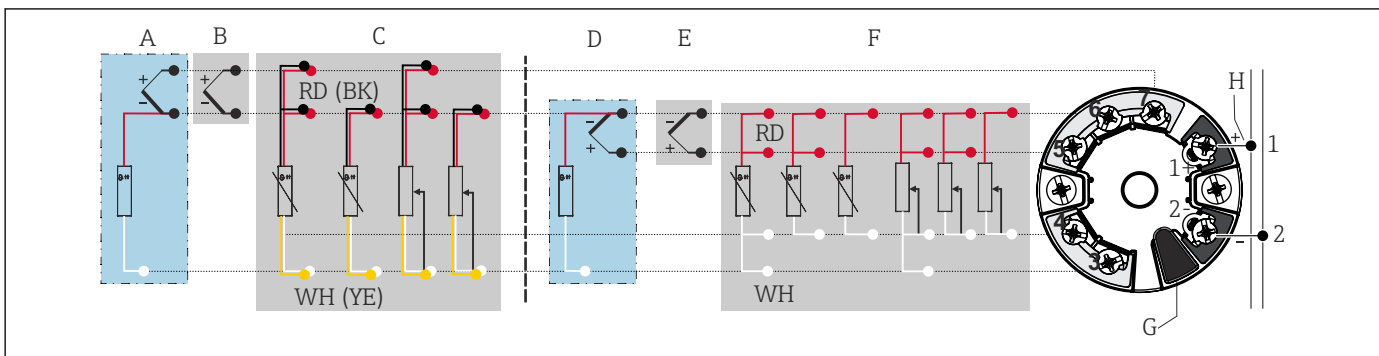 A B C D E F
H
+ + RD (BK) - - RD
- - + +
7
6
5
1+
+
1
2-
-
2
4
3
WH (YE) WH
G